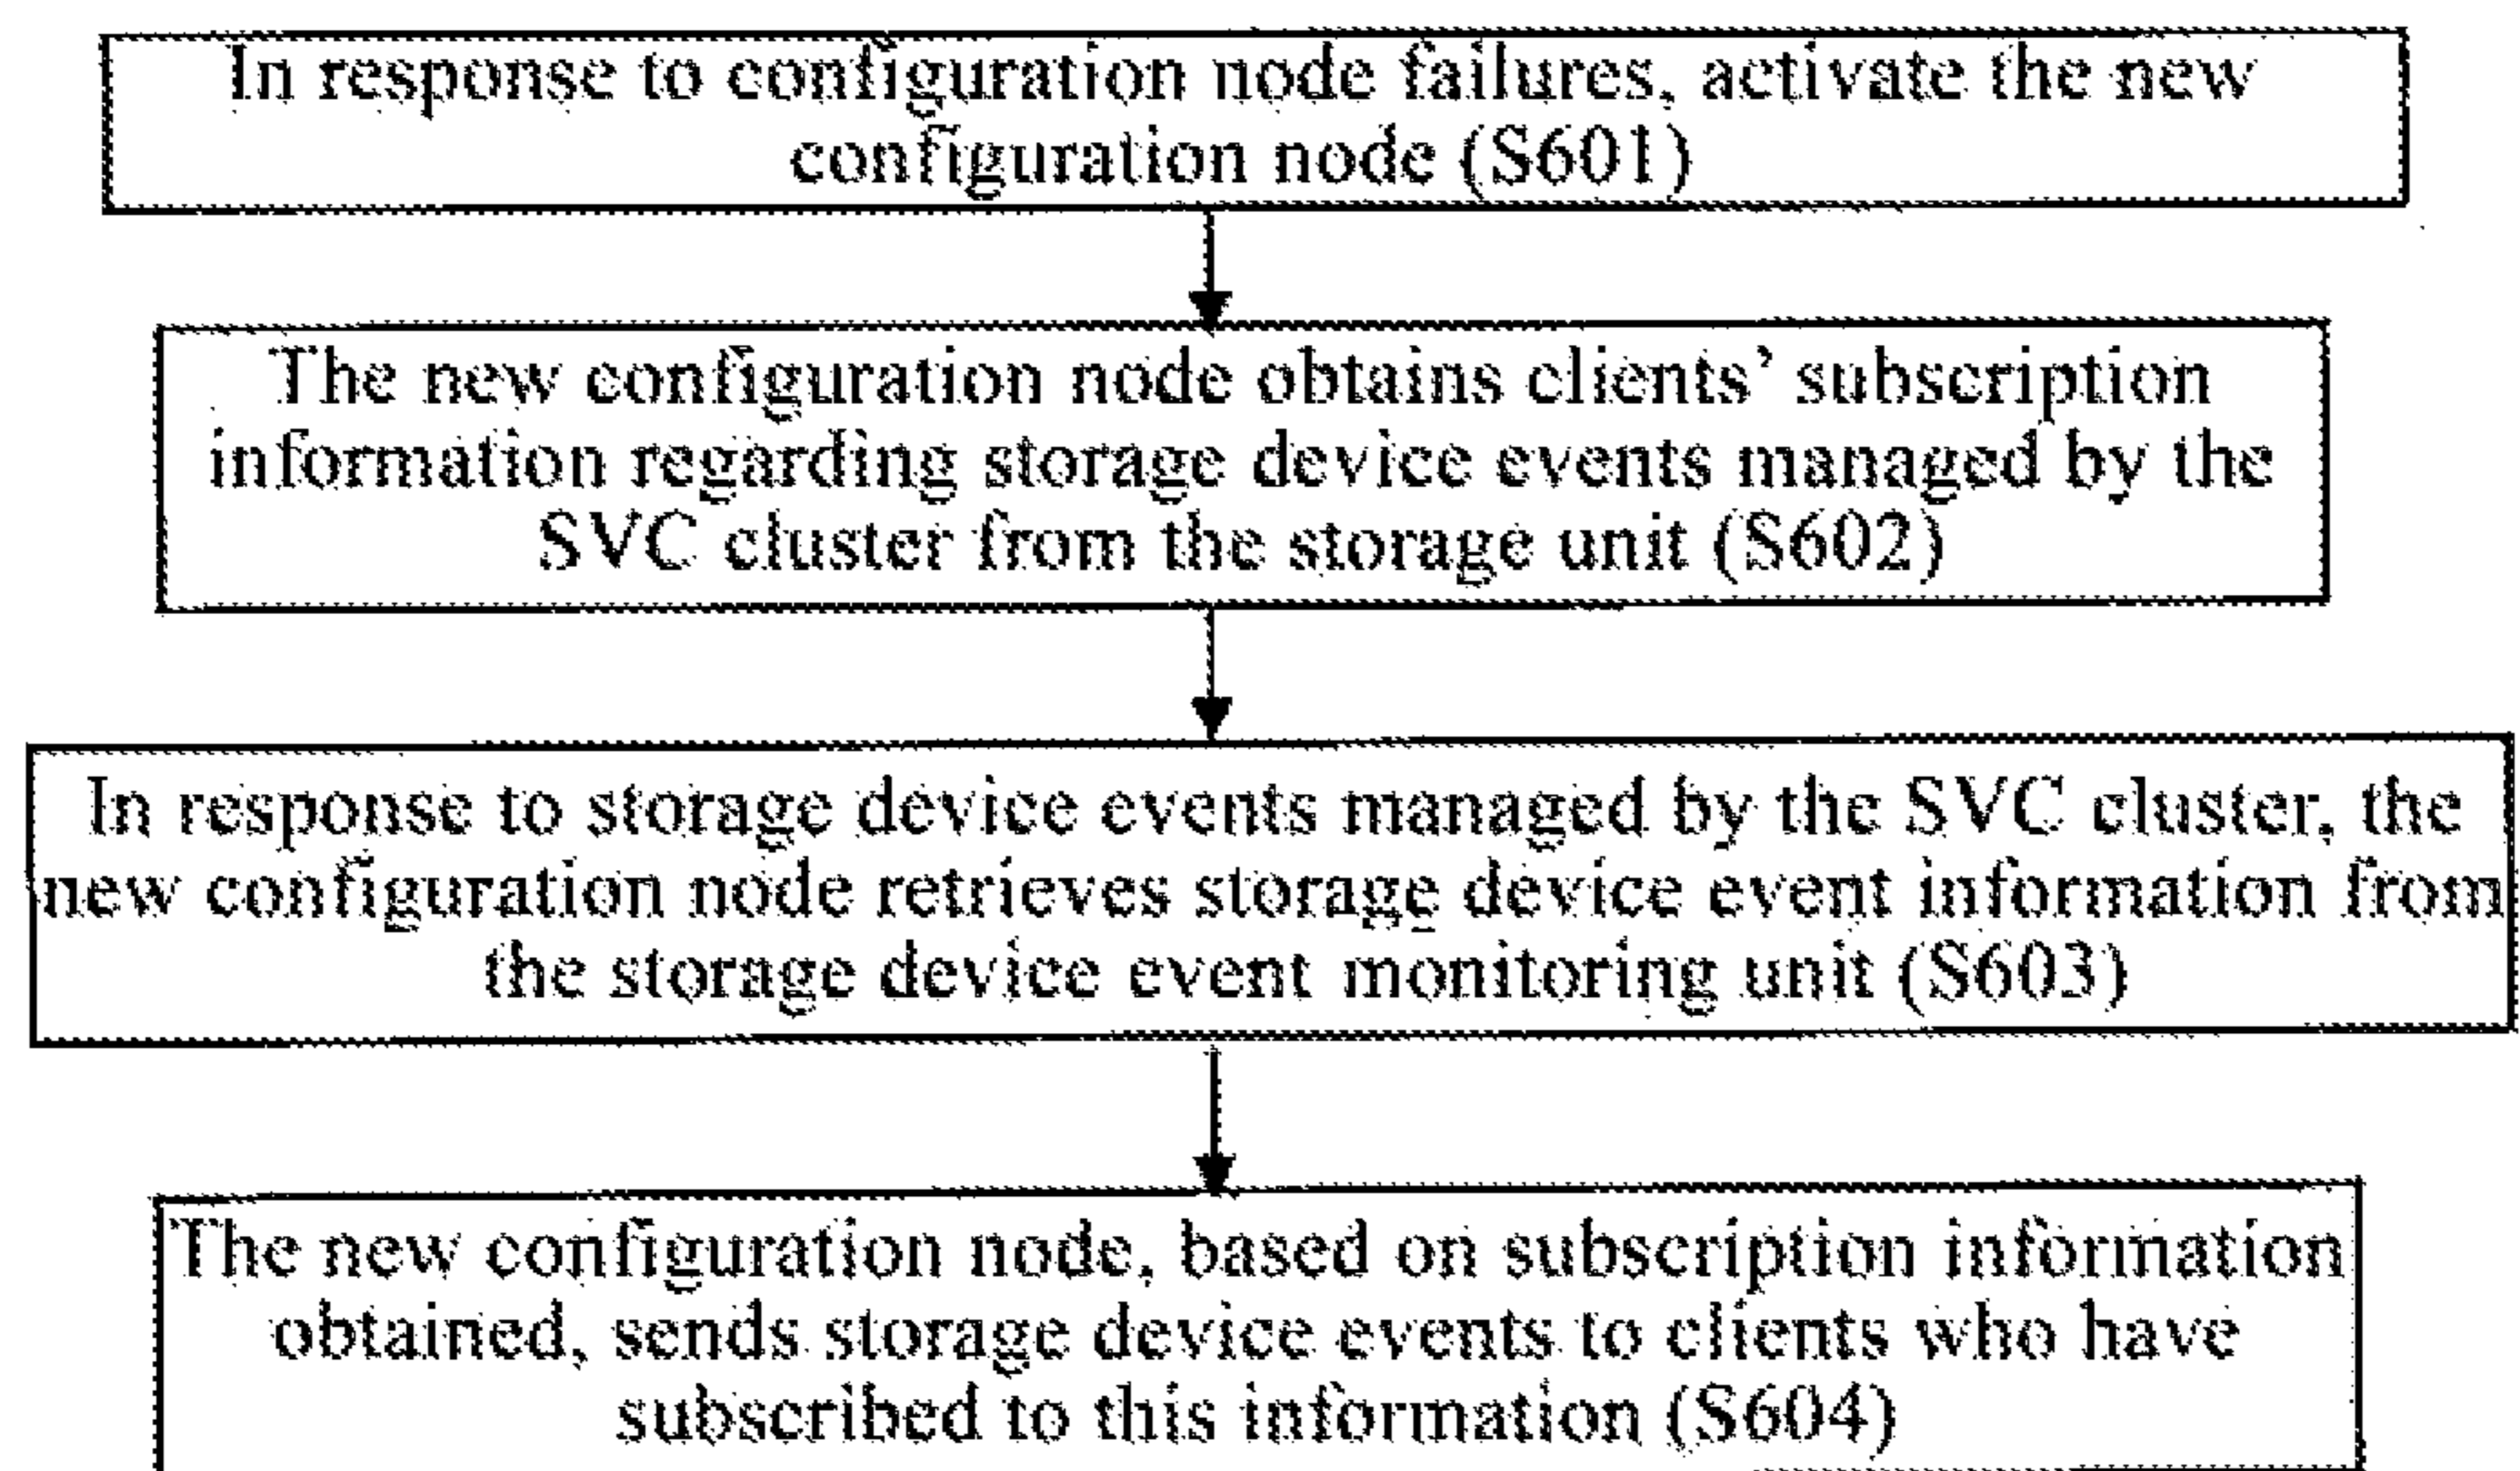 In response to configuration node failures, activate the new
configuration node (S601)
The new configuration node obtains clients’ subscription
information regarding storage device events managed by the
SVC cluster from the storage unit (S602)
In response to storage device events managed by the SVC cluster, the
new configuration node retrieves storage device event information from
the storage device event monitoring unit (S603)
The new configuration node, based on subscription information
obtained, sends storage device events to clients who have
subscribed to this information (S604)